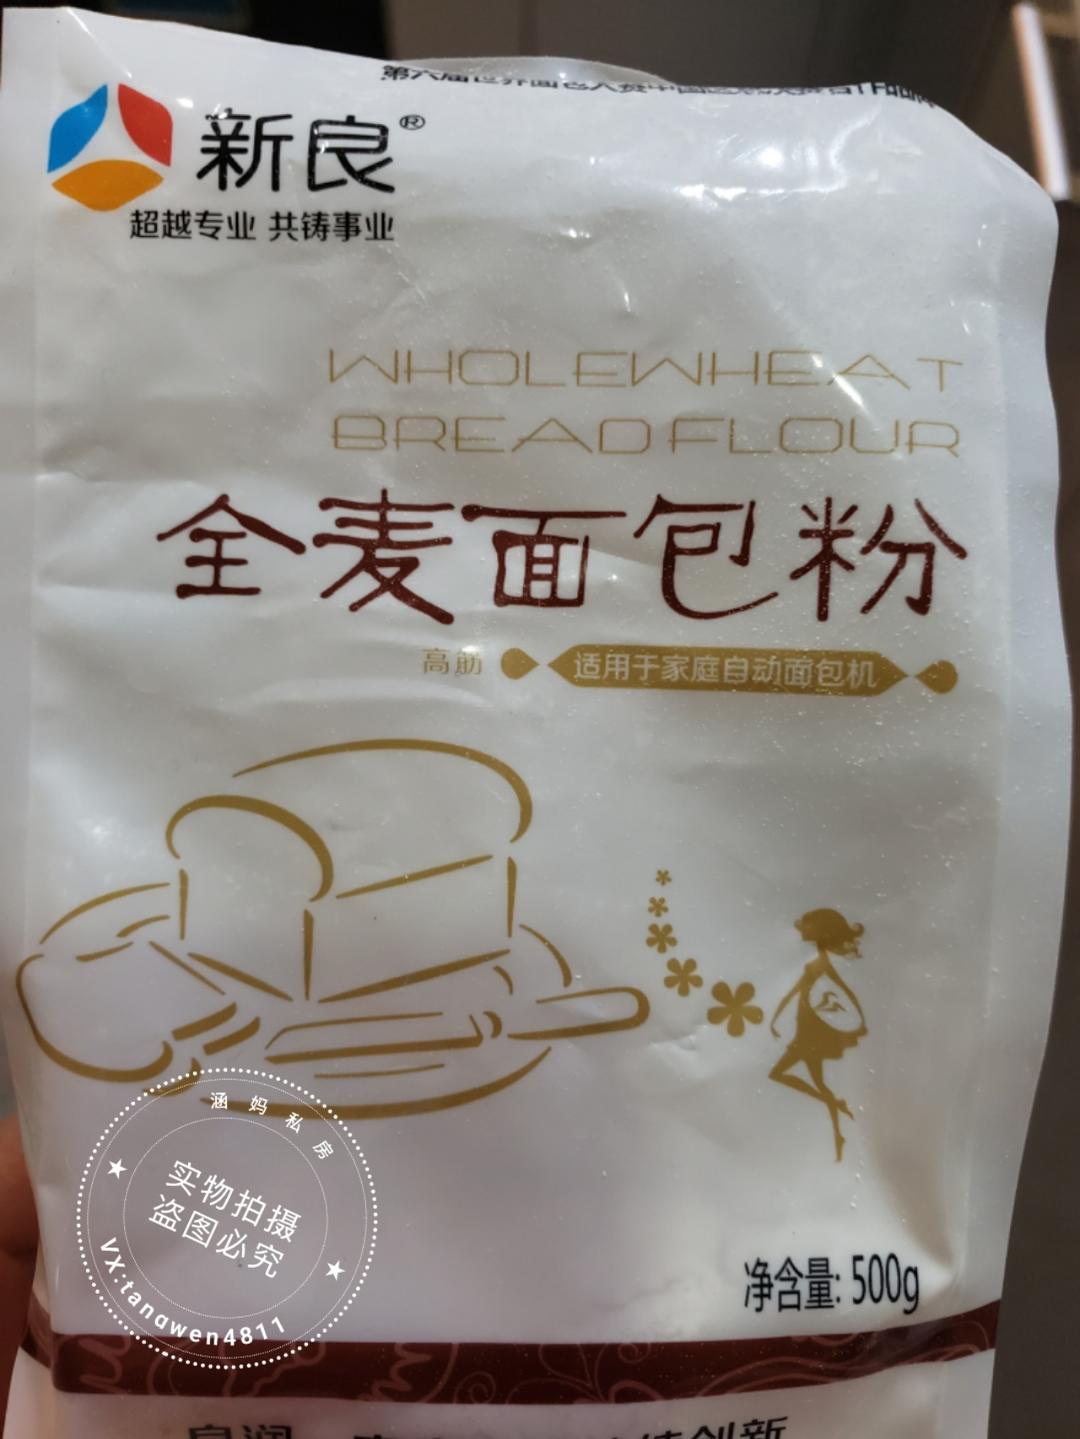 新良®
超越专业 共铸事业
WHOLEWHEAT
BREAD FLOUR
全麦面包粉
高筋
适用于家庭自动面包机
涵妈私房
实物拍摄
盗图必究
VX:tangwen4811
净含量: 500g